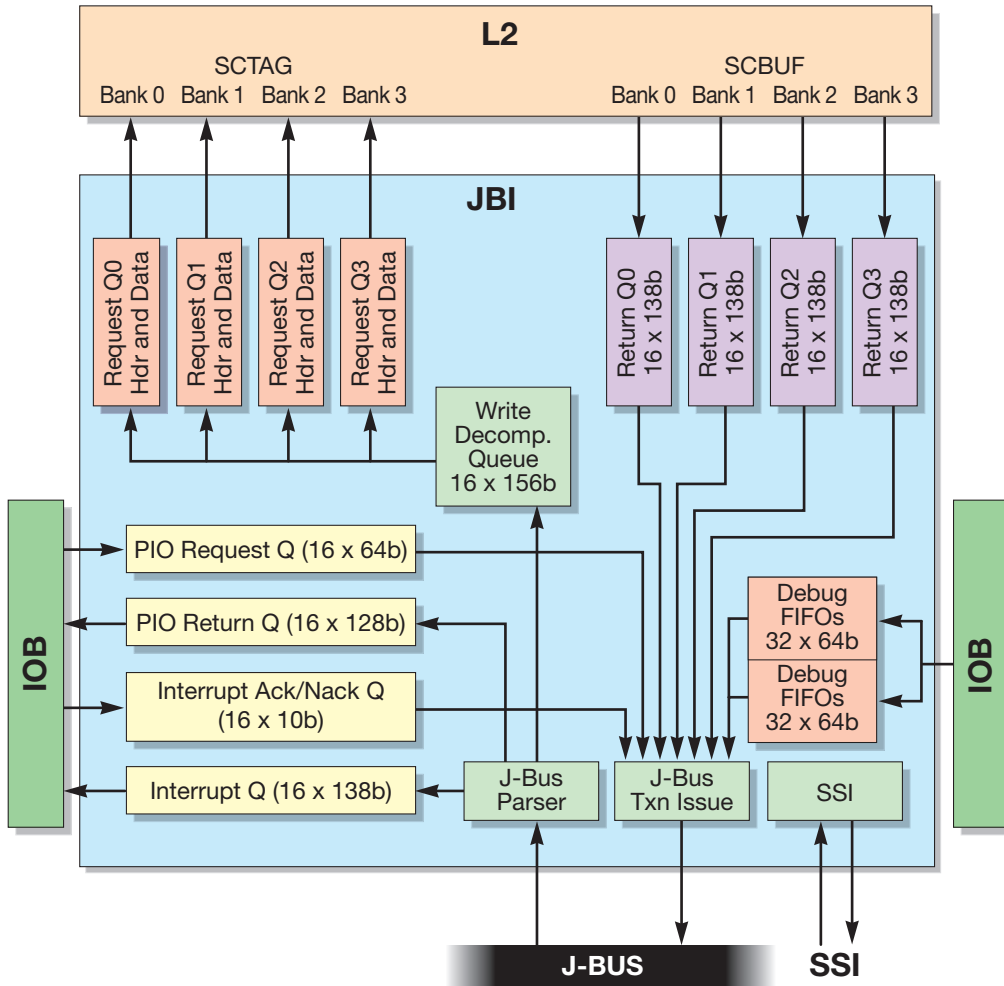 L2
SCTAG
SCBUF
Bank 0 Bank 1 Bank 2 Bank 3
Bank 0 Bank 1 Bank 2 Bank 3
JBI
Request Q0
Hdr and Data
Request Q1
Hdr and Data
Request Q2
Hdr and Data
Request Q3
Hdr and Data
Return Q0
16 x 138b
Return Q1
16 x 138b
Return Q2
16 x 138b
Return Q3
16 x 138b
Write
Decomp.
Queue
16 x 156b
IOB
PIO Request Q (16 x 64b)
PIO Return Q (16 x 128b)
Interrupt Ack/Nack Q
(16 x 10b)
Interrupt Q (16 x 138b)
Debug
FIFOs
32 x 64b
Debug
FIFOs
32 x 64b
IOB
J-Bus
Parser
J-Bus
Txn Issue
SSI
J-BUS
SSI